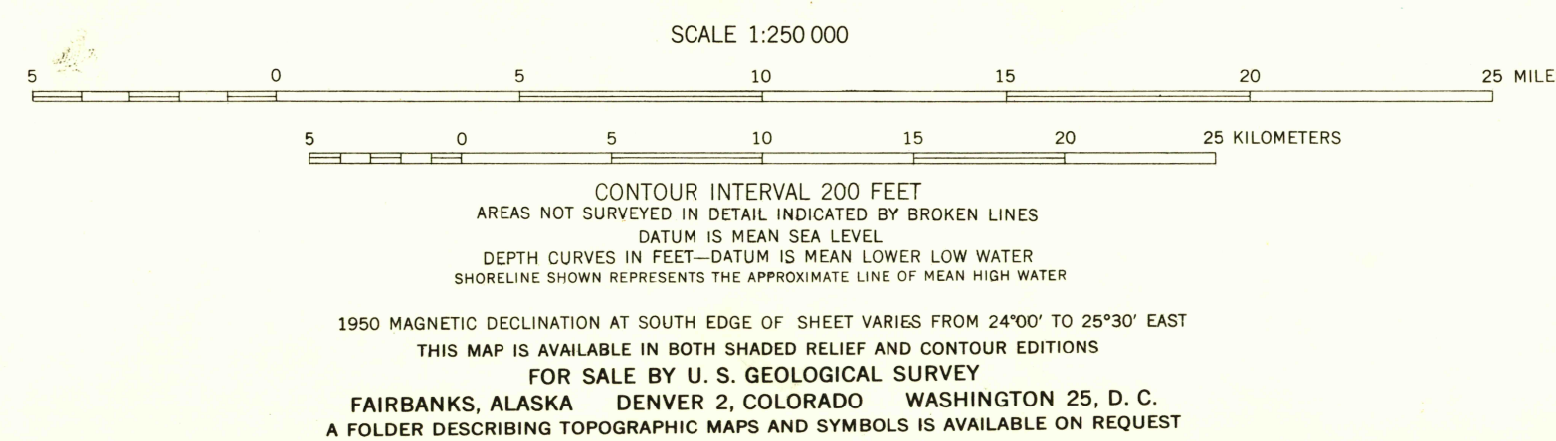 SCALE 1:250 000
5 0 5 10 15 20 25 MILE
5 0 5 10 15 20 25 KILOMETERS
CONTOUR INTERVAL 200 FEET
AREAS NOT SURVEYED IN DETAIL INDICATED BY BROKEN LINES
DATUM IS MEAN SEA LEVEL
DEPTH CURVES IN FEET—DATUM IS MEAN LOWER LOW WATER
SHORELINE SHOWN REPRESENTS THE APPROXIMATE LINE OF MEAN HIGH WATER
1950 MAGNETIC DECLINATION AT SOUTH EDGE OF SHEET VARIES FROM 24°00′ TO 25°30′ EAST
THIS MAP IS AVAILABLE IN BOTH SHADED RELIEF AND CONTOUR EDITIONS
FOR SALE BY U. S. GEOLOGICAL SURVEY
FAIRBANKS, ALASKA DENVER 2, COLORADO WASHINGTON 25, D. C.
A FOLDER DESCRIBING TOPOGRAPHIC MAPS AND SYMBOLS IS AVAILABLE ON REQUEST